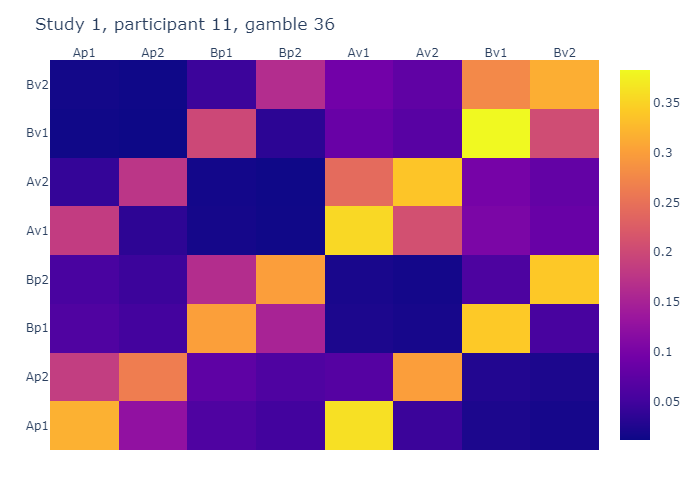 Study 1, participant 11, gamble 36
Ap1 Ap2 Bp1 Bp2 Av1 Av2 Bv1 Bv2
Bv2
Bv1
Av2
Av1
Bp2
Bp1
Ap2
Ap1
0.35
0.3
0.25
0.2
0.15
0.1
0.05